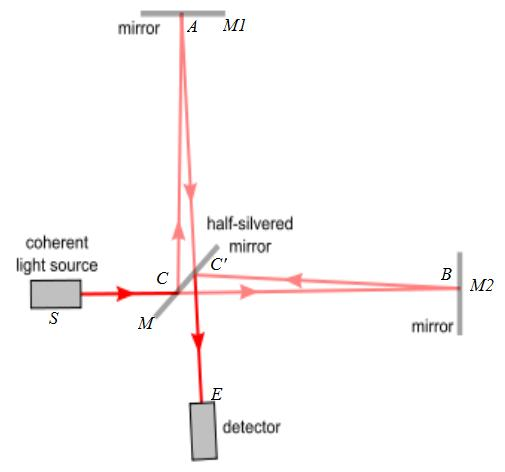 mirror
A
M1
half-silvered
mirror
coherent
light source
C
C'
B
M2
S
M
mirror
E
detector